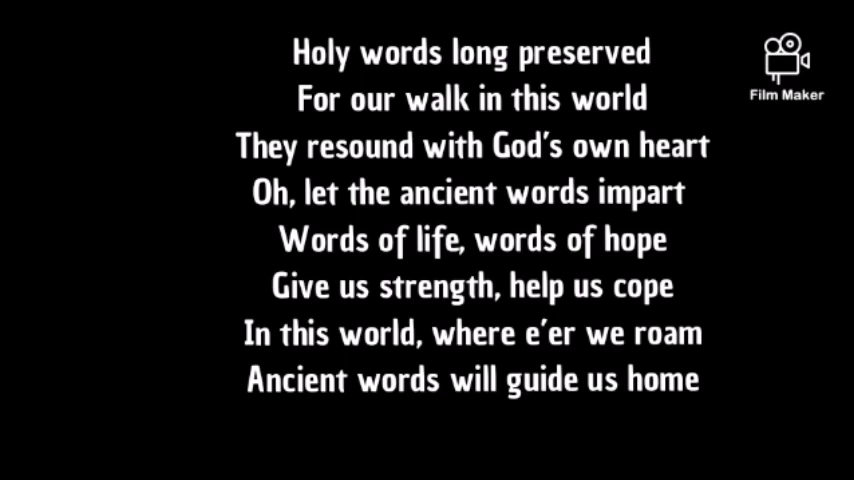 Holy words long preserved
For our walk in this world
They resound with God's own heart
Oh, let the ancient words impart
Words of life, words of hope
Give us strength, help us cope
In this world, where e'er we roam
Ancient words will guide us home
Film Maker